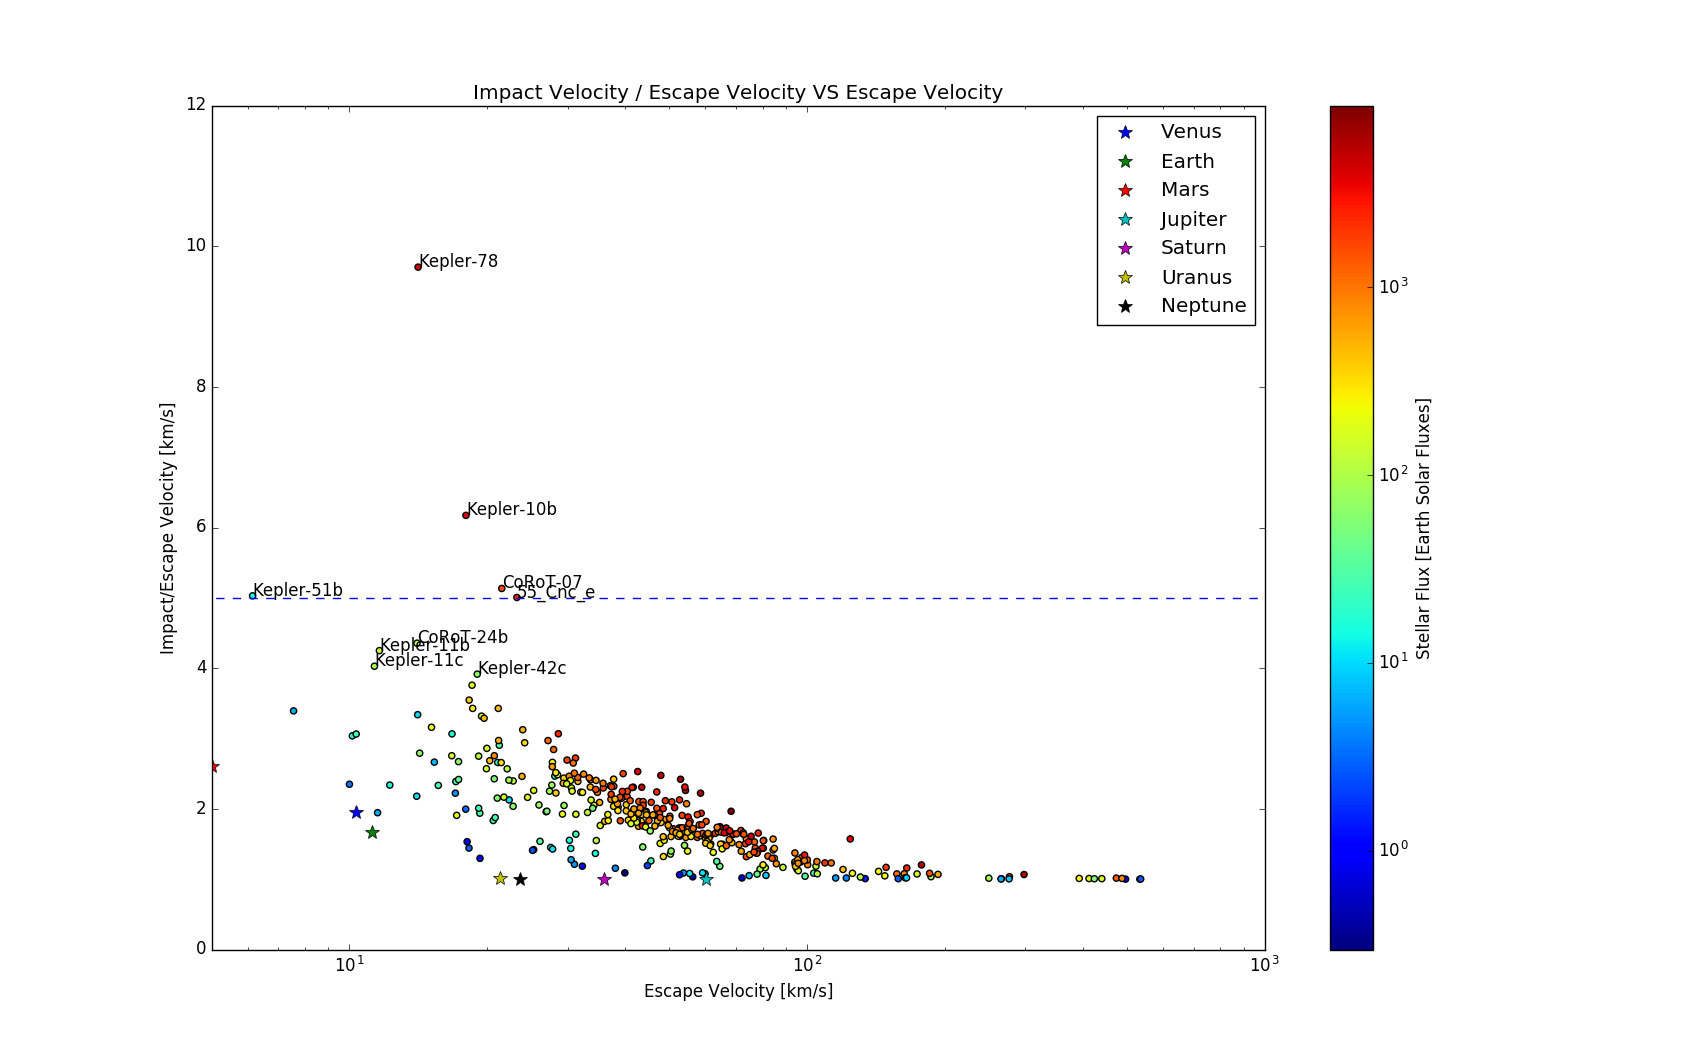 Impact Velocity / Escape Velocity VS Escape Velocity
12
10
8
6
4
2
0
Impact/Escape Velocity [km/s]
Kepler-78
Kepler-10b
CoRoT-07
55_Cnc_e
Kepler-51b
CoRoT-24b
Kepler-11b
Kepler-11c
Kepler-42c
10^1
10^2
10^3
Escape Velocity [km/s]
Venus
Earth
Mars
Jupiter
Saturn
Uranus
Neptune
10^3
10^2
10^1
10^0
Stellar Flux [Earth Solar Fluxes]